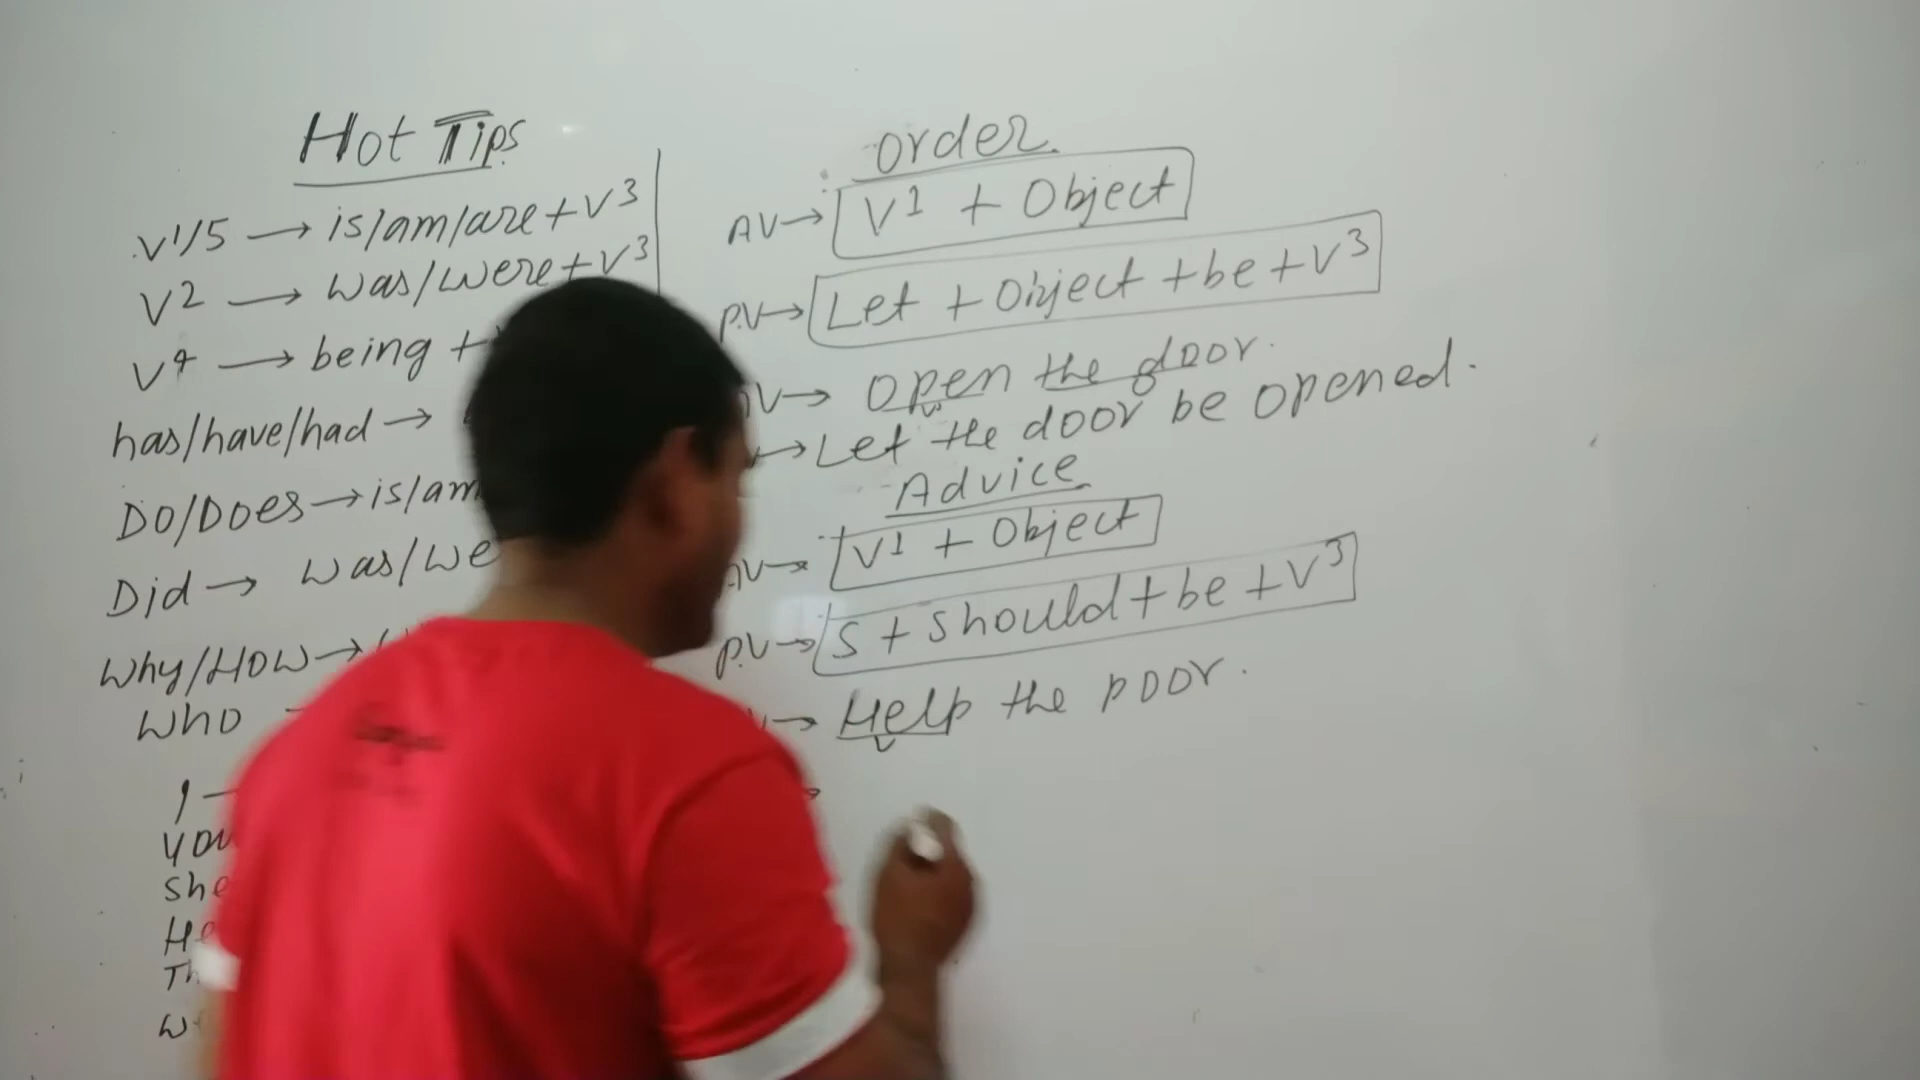 Hot Tips
V1/5 → is/am/are + V3
V2 → was/were + V3
V4 → being +
has/have/had →
Do/Does → is/am
Did → was/we
Why/How →
Who
I
You
She
He
Th
W
Order
AV → V1 + Object
P.V → Let + Object + be + V3
V → Open the door.
→ Let the door be opened.
Advice
AV → V1 + Object
P.V → S + should + be + V3
→ Help the poor.
V